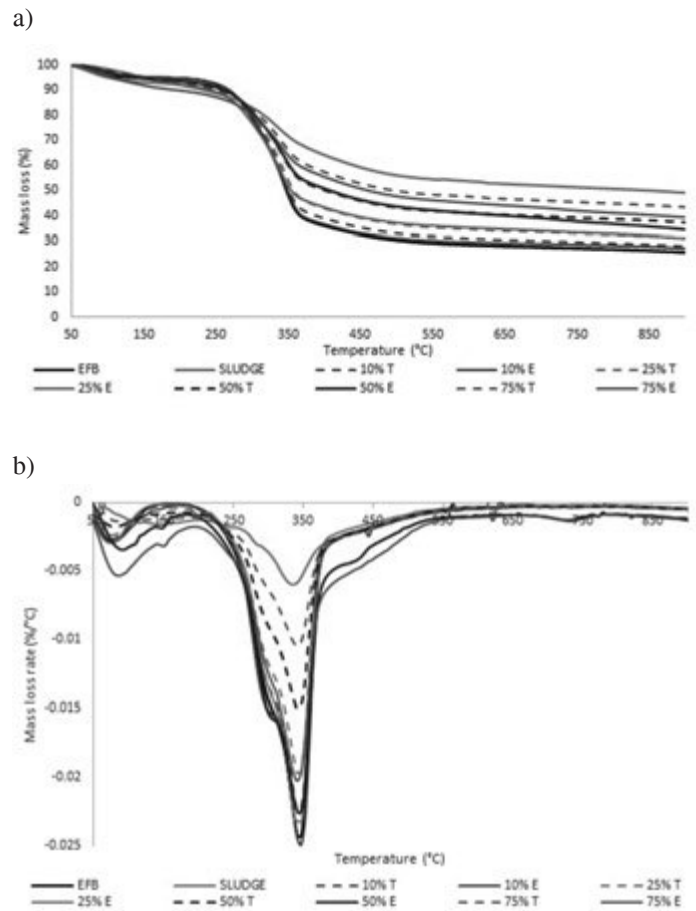 a)
100
90
80
70
60
50
40
30
20
10
0
Mass loss (%)
50 150 250 350 450 550 650 750 850
Temperature (°C)
EFB SLUDGE 10% T 10% E 25% T
25% E 50% T 50% E 75% T 75% E
b)
0
-0.005
-0.01
-0.015
-0.02
-0.025
Mass loss rate (%/°C)
250 350 450 650 850
Temperature (°C)
EFB SLUDGE 10% T 10% E 25% T
25% E 50% T 50% E 75% T 75% E